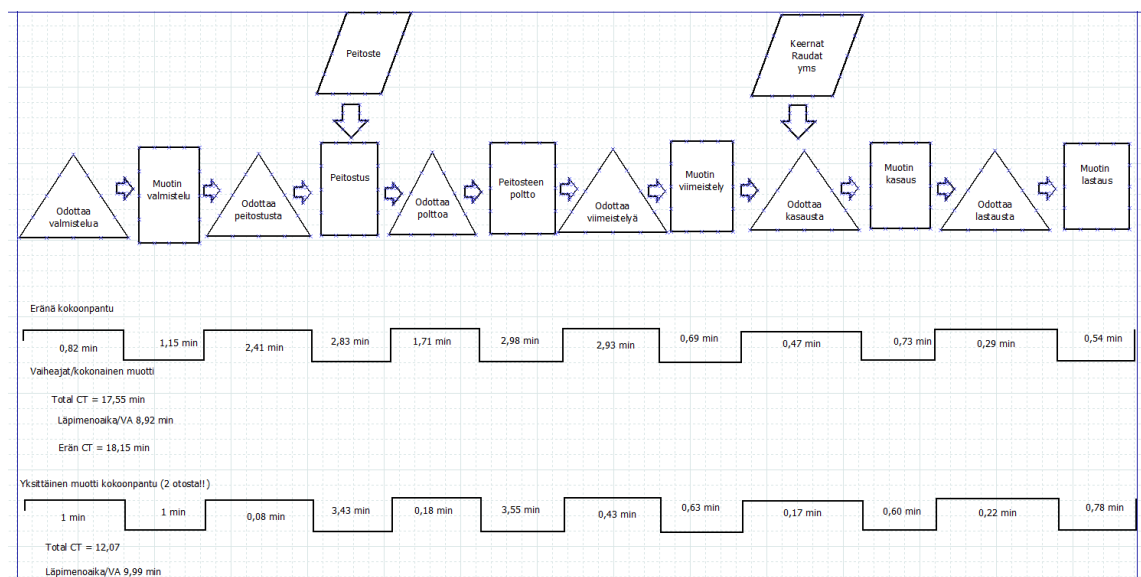 Peitoste
Keernat
Raudat
yms
Odottaa
valmistelua
Muotin
valmistelu
Odottaa
peitostusta
Peitostus
Odottaa
polttoa
Peitosteen
poltto
Odottaa
viimeistelyä
Muotin
viimeistely
Odottaa
kasausta
Muotin
kasaus
Odottaa
lastausta
Muotin
lastaus
Eränä kokoonpantu
0,82 min
1,15 min
2,41 min
2,83 min
1,71 min
2,98 min
2,93 min
0,69 min
0,47 min
0,73 min
0,29 min
0,54 min
Vaiheajat/kokonainen muotti
Total CT = 17,55 min
Läpimenoaika/VA 8,92 min
Erän CT = 18,15 min
Yksittäinen muotti kokoonpantu (2 otosta!!)
1 min
1 min
0,08 min
3,43 min
0,18 min
3,55 min
0,43 min
0,63 min
0,17 min
0,60 min
0,22 min
0,78 min
Total CT = 12,07
Läpimenoaika/VA 9,99 min